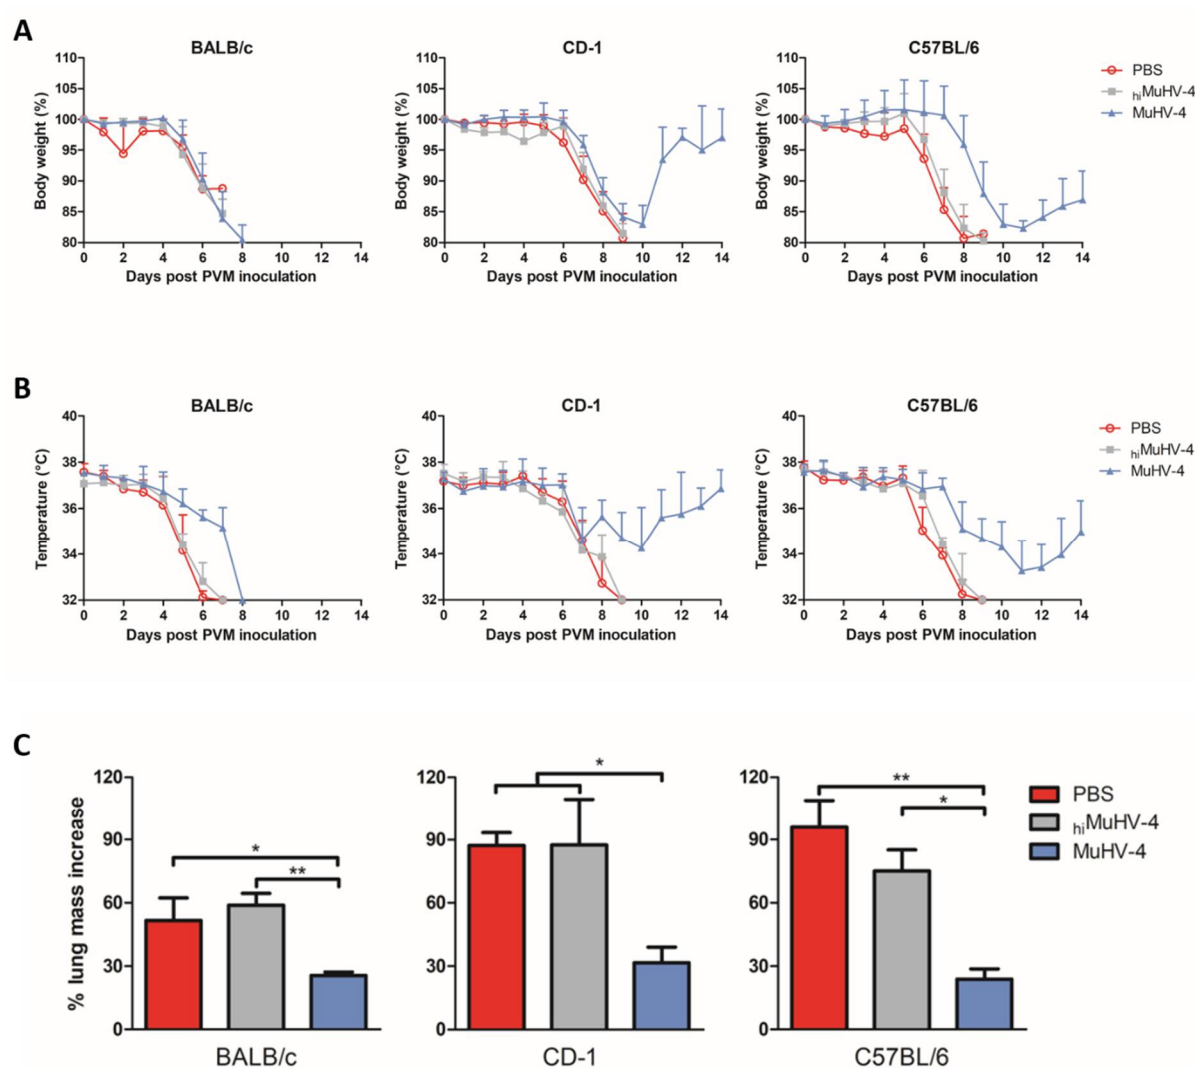 A
BALB/c
CD-1
C57BL/6
110
105
100
95
90
85
80
Body weight (%)
0 2 4 6 8 10 12 14
Days post PVM inoculation
110
105
100
95
90
85
80
Body weight (%)
0 2 4 6 8 10 12 14
Days post PVM inoculation
110
105
100
95
90
85
80
Body weight (%)
0 2 4 6 8 10 12 14
Days post PVM inoculation
PBS
hiMuHV-4
MuHV-4
B
BALB/c
CD-1
C57BL/6
40
38
36
34
32
Temperature (°C)
0 2 4 6 8 10 12 14
Days post PVM inoculation
40
38
36
34
32
Temperature (°C)
0 2 4 6 8 10 12 14
Days post PVM inoculation
40
38
36
34
32
Temperature (°C)
0 2 4 6 8 10 12 14
Days post PVM inoculation
PBS
hiMuHV-4
MuHV-4
C
120
90
60
30
0
% lung mass increase
*
**
BALB/c
120
90
60
30
0
*
CD-1
120
90
60
30
0
**
*
C57BL/6
PBS
hiMuHV-4
MuHV-4